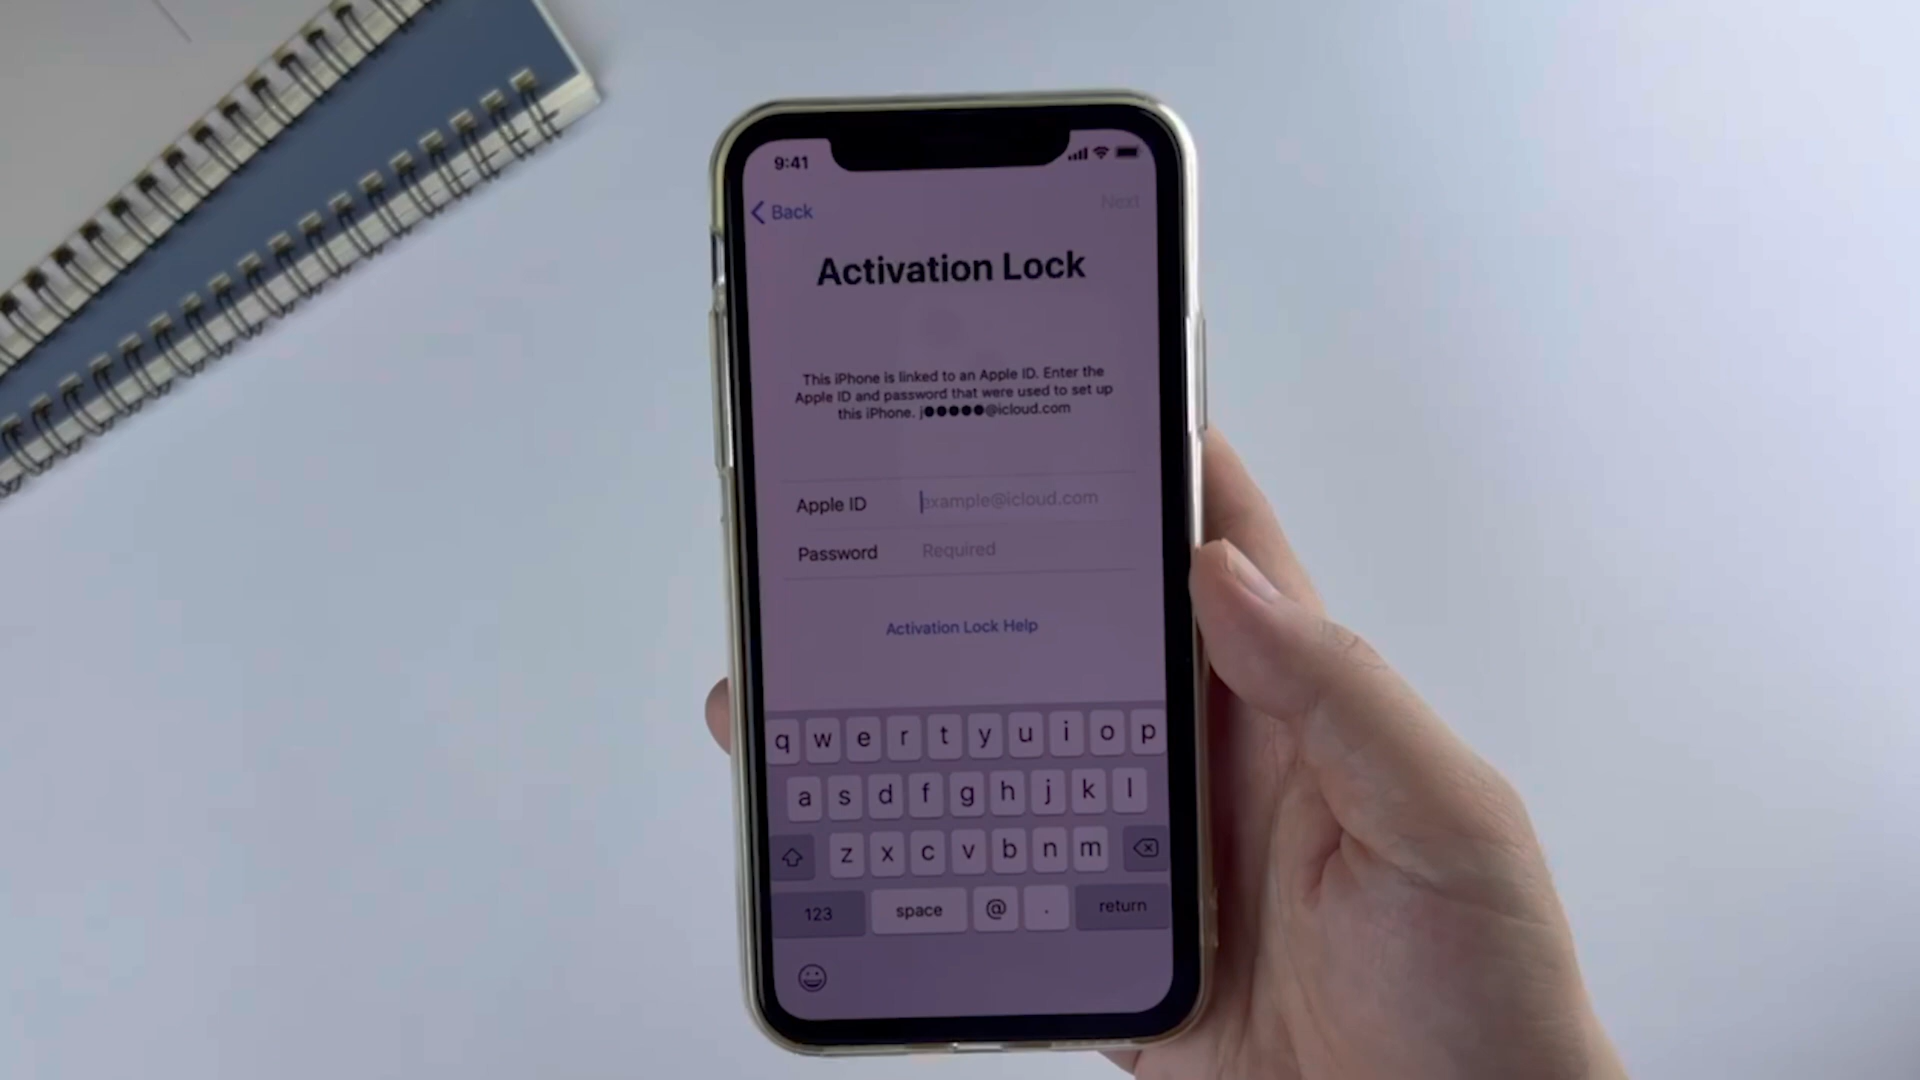 9:41
Back
Next
Activation Lock
This iPhone is linked to an Apple ID. Enter the
Apple ID and password that were used to set up
this iPhone. j●●●●●@icloud.com
Apple ID example@icloud.com
Password Required
Activation Lock Help
q w e r t y u i o p
a s d f g h j k l
z x c v b n m
123 space @ . return